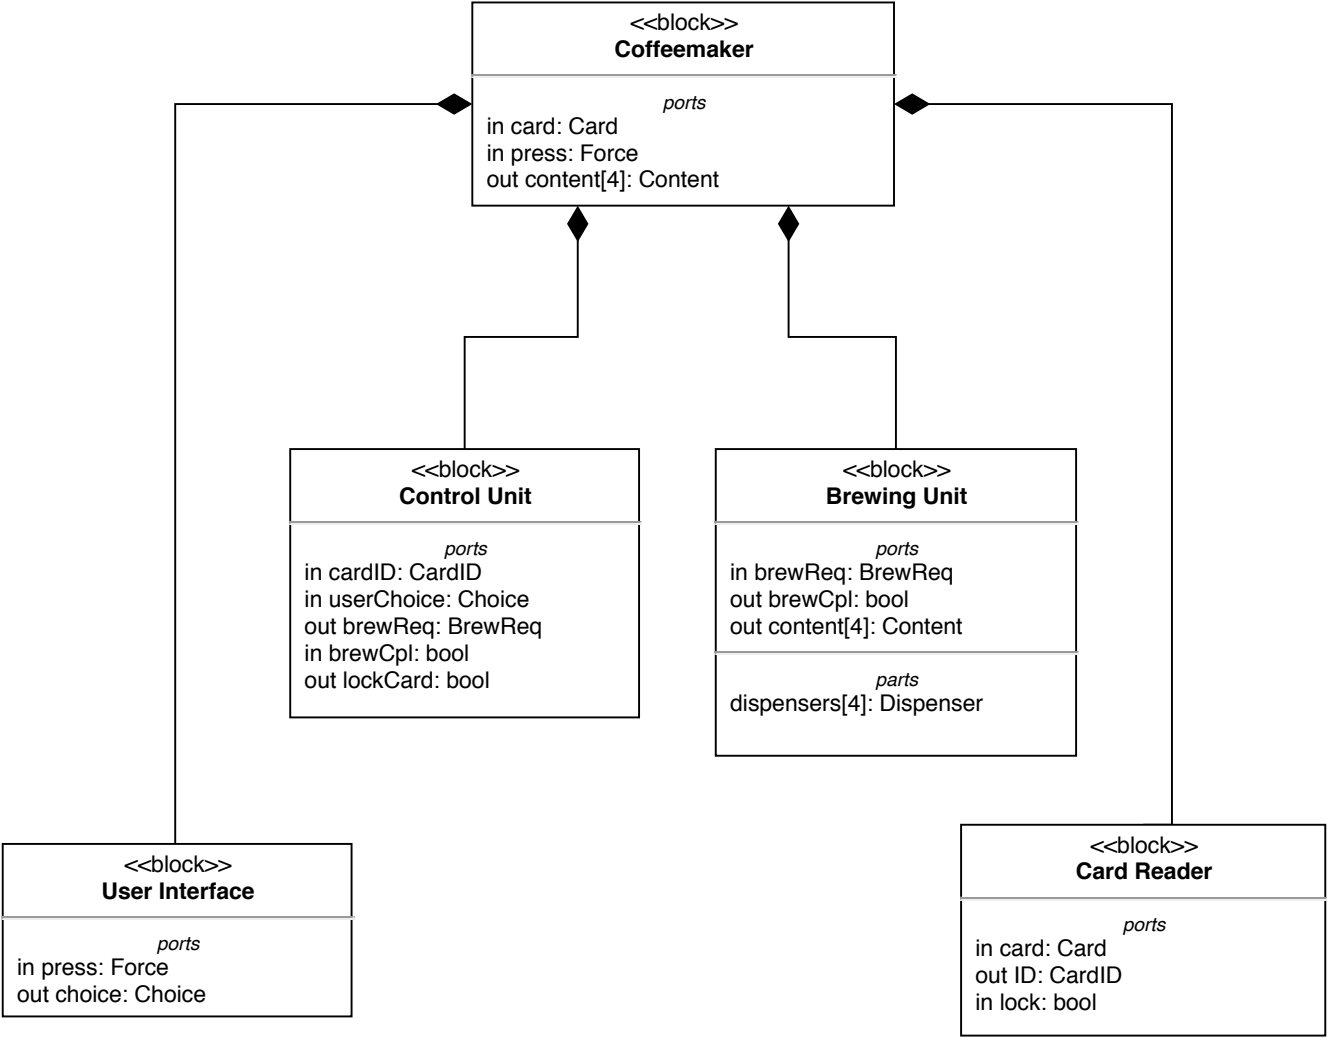 <<block>>
Coffeemaker
ports
in card: Card
in press: Force
out content[4]: Content
<<block>>
Control Unit
ports
in cardID: CardID
in userChoice: Choice
out brewReq: BrewReq
in brewCpl: bool
out lockCard: bool
<<block>>
Brewing Unit
ports
in brewReq: BrewReq
out brewCpl: bool
out content[4]: Content
parts
dispensers[4]: Dispenser
<<block>>
User Interface
ports
in press: Force
out choice: Choice
<<block>>
Card Reader
ports
in card: Card
out ID: CardID
in lock: bool